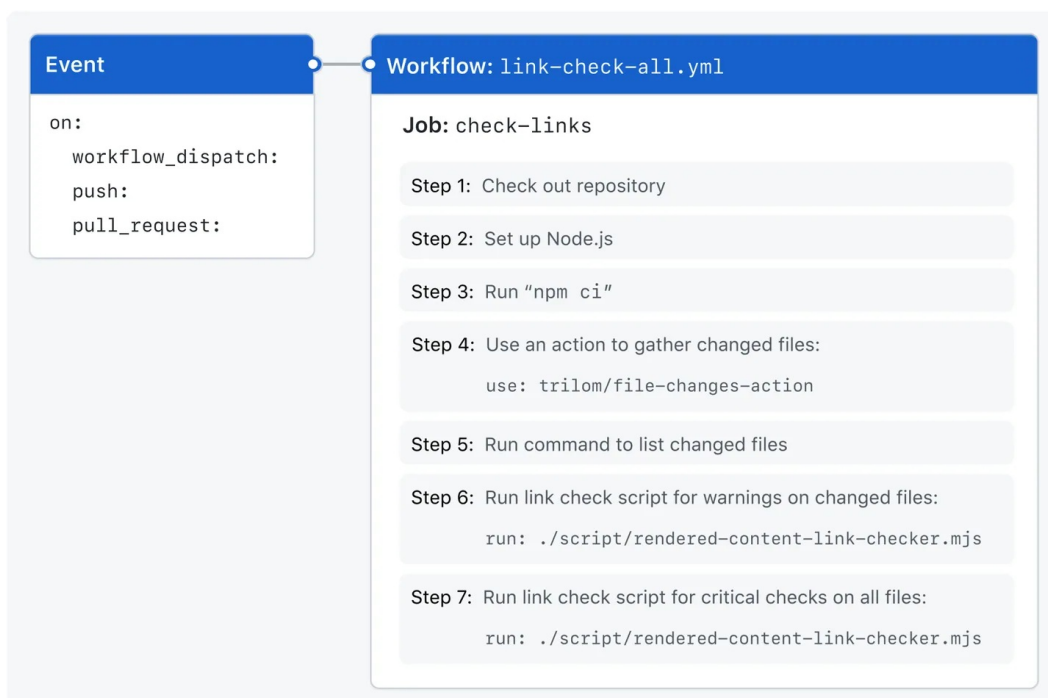 Event
on:
workflow_dispatch:
push:
pull_request:
Workflow: link-check-all.yml
Job: check-links
Step 1: Check out repository
Step 2: Set up Node.js
Step 3: Run “npm ci”
Step 4: Use an action to gather changed files:
use: trilom/file-changes-action
Step 5: Run command to list changed files
Step 6: Run link check script for warnings on changed files:
run: ./script/rendered-content-link-checker.mjs
Step 7: Run link check script for critical checks on all files:
run: ./script/rendered-content-link-checker.mjs